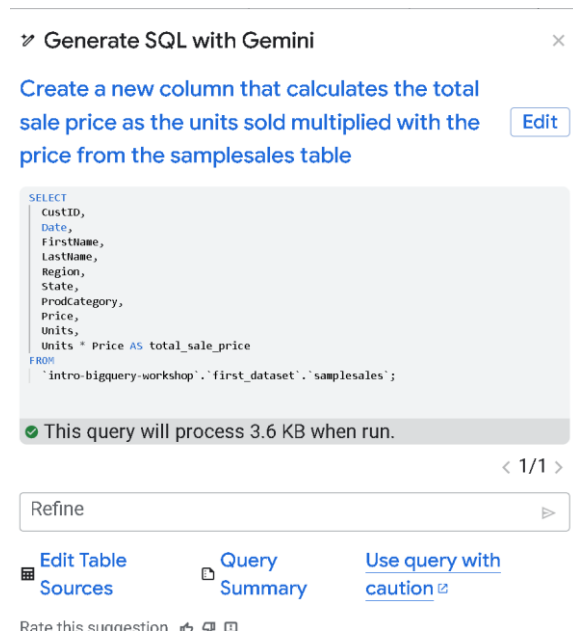 Generate SQL with Gemini
Create a new column that calculates the total
sale price as the units sold multiplied with the
price from the samplesales table
Edit
SELECT
CustID,
Date,
FirstName,
LastName,
Region,
State,
ProdCategory,
Price,
Units,
Units * Price AS total_sale_price
FROM
`intro-bigquery-workshop`.`first_dataset`.`samplesales`;
This query will process 3.6 KB when run.
< 1/1 >
Refine
Edit Table
Sources
Query
Summary
Use query with
caution
Rate this suggestion